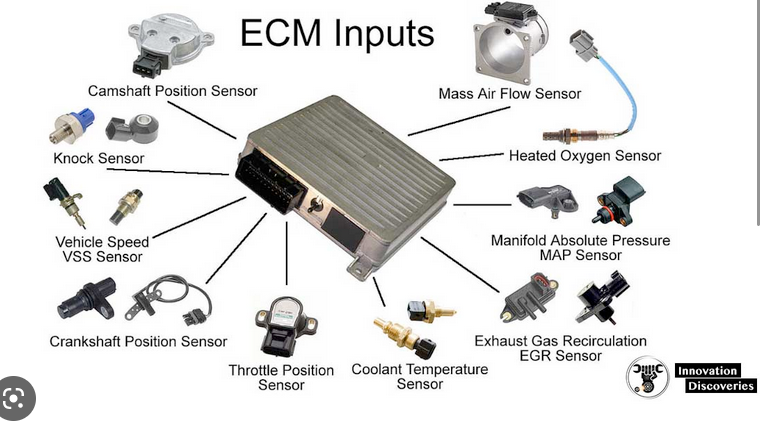 ECM Inputs
Camshaft Position Sensor
Mass Air Flow Sensor
Knock Sensor
Heated Oxygen Sensor
Vehicle Speed
VSS Sensor
Manifold Absolute Pressure
MAP Sensor
Crankshaft Position Sensor
Throttle Position
Sensor
Coolant Temperature
Sensor
Exhaust Gas Recirculation
EGR Sensor
Innovation
Discoveries